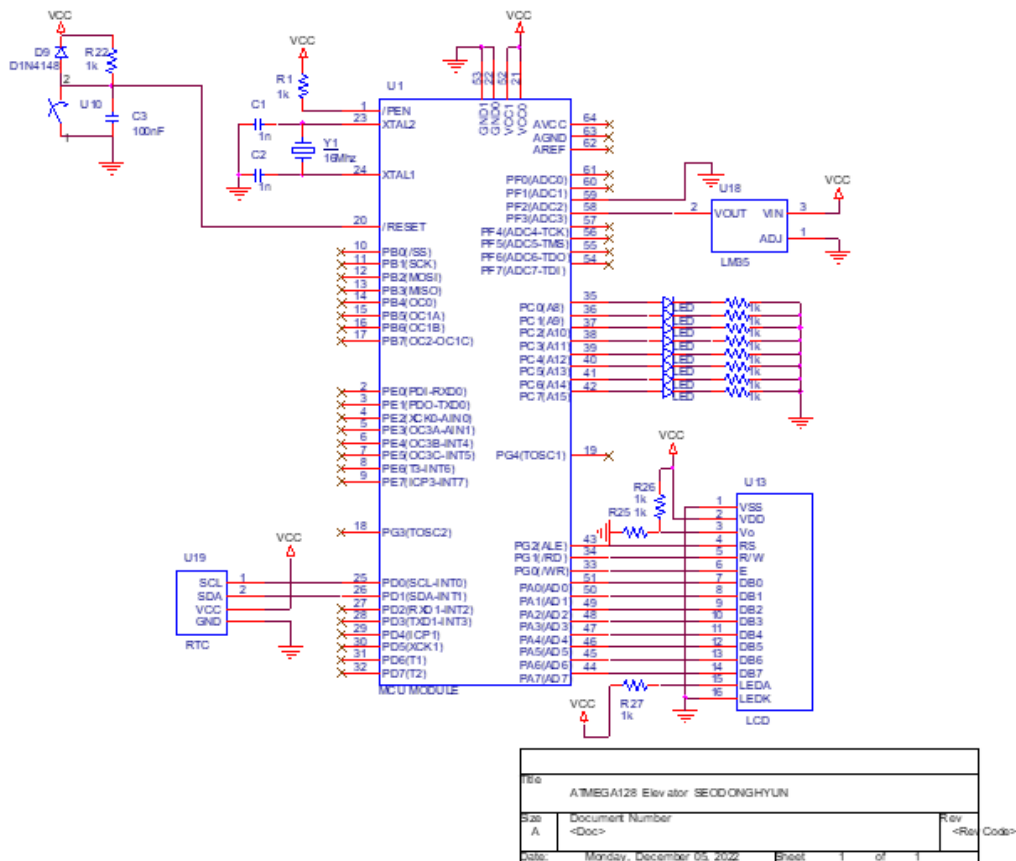 VCC
D9
D1N4148
R22
1k
2
U10
1
C3
100nF
VCC
R1
1k
C1
1n
C2
1n
Y1
16Mhz
U1
VCC
53
22
52
21
GND1
GND0
VCC1
VCC0
1 /PEN
23 XTAL2
24 XTAL1
20 /RESET
10 PB0(/SS)
11 PB1(SCK)
12 PB2(MOSI)
13 PB3(MISO)
14 PB4(OC0)
15 PB5(OC1A)
16 PB6(OC1B)
17 PB7(OC2-OC1C)
2 PE0(PDI-RXD0)
3 PE1(PDO-TXD0)
4 PE2(XCK0-AIN0)
5 PE3(OC3A-AIN1)
6 PE4(OC3B-INT4)
7 PE5(OC3C-INT5)
8 PE6(T3-INT6)
9 PE7(ICP3-INT7)
18 PG3(TOSC2)
25 PD0(SCL-INT0)
26 PD1(SDA-INT1)
27 PD2(RXD1-INT2)
28 PD3(TXD1-INT3)
29 PD4(ICP1)
30 PD5(XCK1)
31 PD6(T1)
32 PD7(T2)
MCU MODULE
AVCC 64
AGND 63
AREF 62
PF0(ADC0) 61
PF1(ADC1) 60
PF2(ADC2) 59
PF3(ADC3) 58
PF4(ADC4-TCK) 57
PF5(ADC5-TMS) 56
PF6(ADC6-TDO) 55
PF7(ADC7-TDI) 54
PC0(A8) 35
PC1(A9) 36
PC2(A10) 37
PC3(A11) 38
PC4(A12) 39
PC5(A13) 40
PC6(A14) 41
PC7(A15) 42
PG4(TOSC1) 19
PG2(ALE) 43
PG1(/RD) 34
PG0(/WR) 33
PA0(AD0) 51
PA1(AD1) 50
PA2(AD2) 49
PA3(AD3) 48
PA4(AD4) 47
PA5(AD5) 46
PA6(AD6) 45
PA7(AD7) 44
U18
VCC
2 VOUT VIN 3
ADJ 1
LM35
LED 1k
LED 1k
LED 1k
LED 1k
LED 1k
LED 1k
LED 1k
LED 1k
VCC
R26
1k
R25 1k
U13
1 VSS
2 VDD
3 Vo
4 RS
5 R/W
6 E
7 DB0
8 DB1
9 DB2
10 DB3
11 DB4
12 DB5
13 DB6
14 DB7
15 LEDA
16 LEDK
LCD
VCC
R27
1k
VCC
U19
SCL 1
SDA 2
VCC
GND
RTC
Title
ATMEGA128 Elevator SEODONGHYUN
Size Document Number Rev
A <Doc> <RevCode>
Date: Monday, December 05, 2022 Sheet 1 of 1